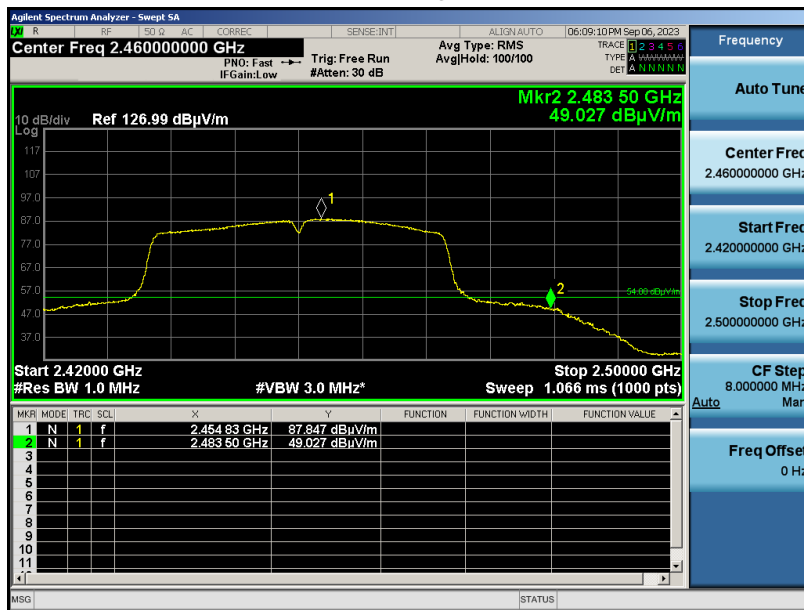 Agilent Spectrum Analyzer - Swept SA
LXI R RF 50 Ω AC CORREC SENSE:INT ALIGN AUTO 06:09:10 PM Sep 06, 2023
Center Freq 2.460000000 GHz
PNO: Fast
IFGain:Low
Trig: Free Run
#Atten: 30 dB
Avg Type: RMS
Avg|Hold: 100/100
TRACE 1 2 3 4 5 6
TYPE A WWWWW
DET A N N N N N
Mkr2 2.483 50 GHz
49.027 dBµV/m
10 dB/div Ref 126.99 dBµV/m
Log
117
107
97.0
87.0
77.0
67.0
57.0
47.0
37.0
1
2
54.00 dBµV/m
Start 2.42000 GHz Stop 2.50000 GHz
#Res BW 1.0 MHz #VBW 3.0 MHz* Sweep 1.066 ms (1000 pts)
MKR MODE TRC SCL X Y FUNCTION FUNCTION WIDTH FUNCTION VALUE
1 N 1 f 2.454 83 GHz 87.847 dBµV/m
2 N 1 f 2.483 50 GHz 49.027 dBµV/m
3
4
5
6
7
8
9
10
11
MSG STATUS
Frequency
Auto Tune
Center Freq
2.460000000 GHz
Start Freq
2.420000000 GHz
Stop Freq
2.500000000 GHz
CF Step
8.000000 MHz
Auto Man
Freq Offset
0 Hz